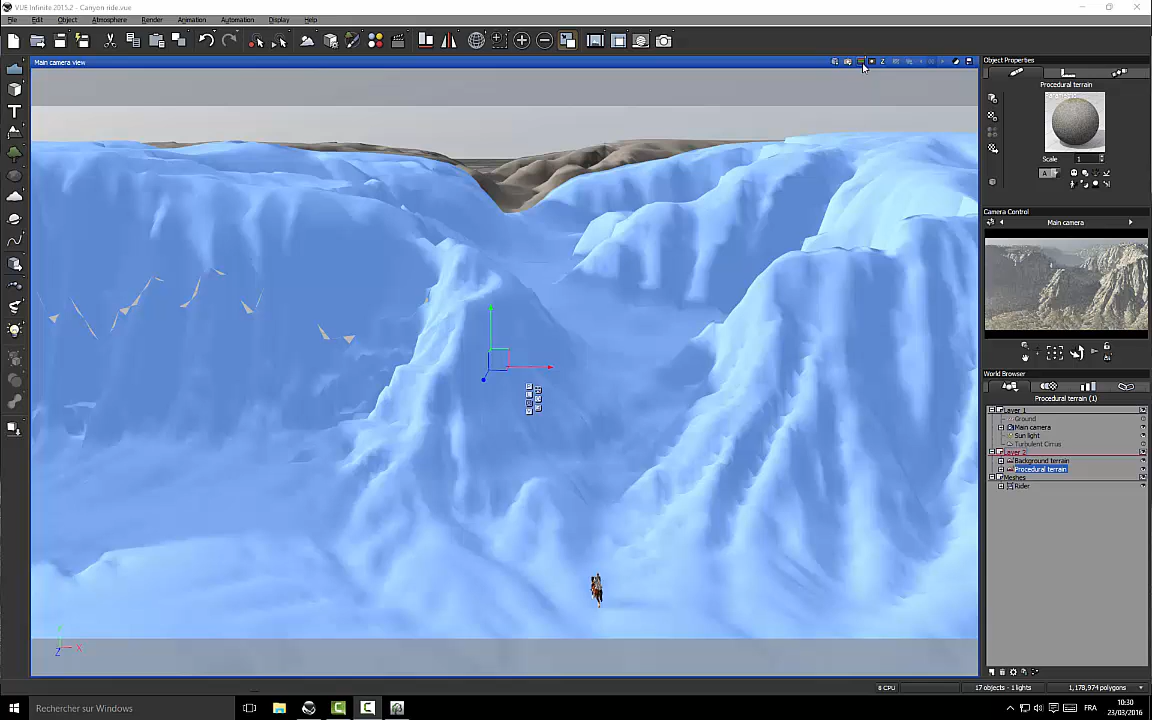 VUE Infinite 2015.2 - Canyon ride.vue
File Edit Object Atmosphere Render Animation Automation Display Help
Main camera view
Object Properties
Procedural terrain
Scale 1
A
Camera Control
Main camera
World Browser
Procedural terrain (1)
Layer 1
Ground
Main camera
Sun light
Turbulent Cirrus
Layer 2
Background terrain
Procedural terrain
Meshes
Rider
Z X
8 CPU 17 objects - 1 lights 1,178,974 polygons
Rechercher sur Windows
FRA
10:30
23/03/2016